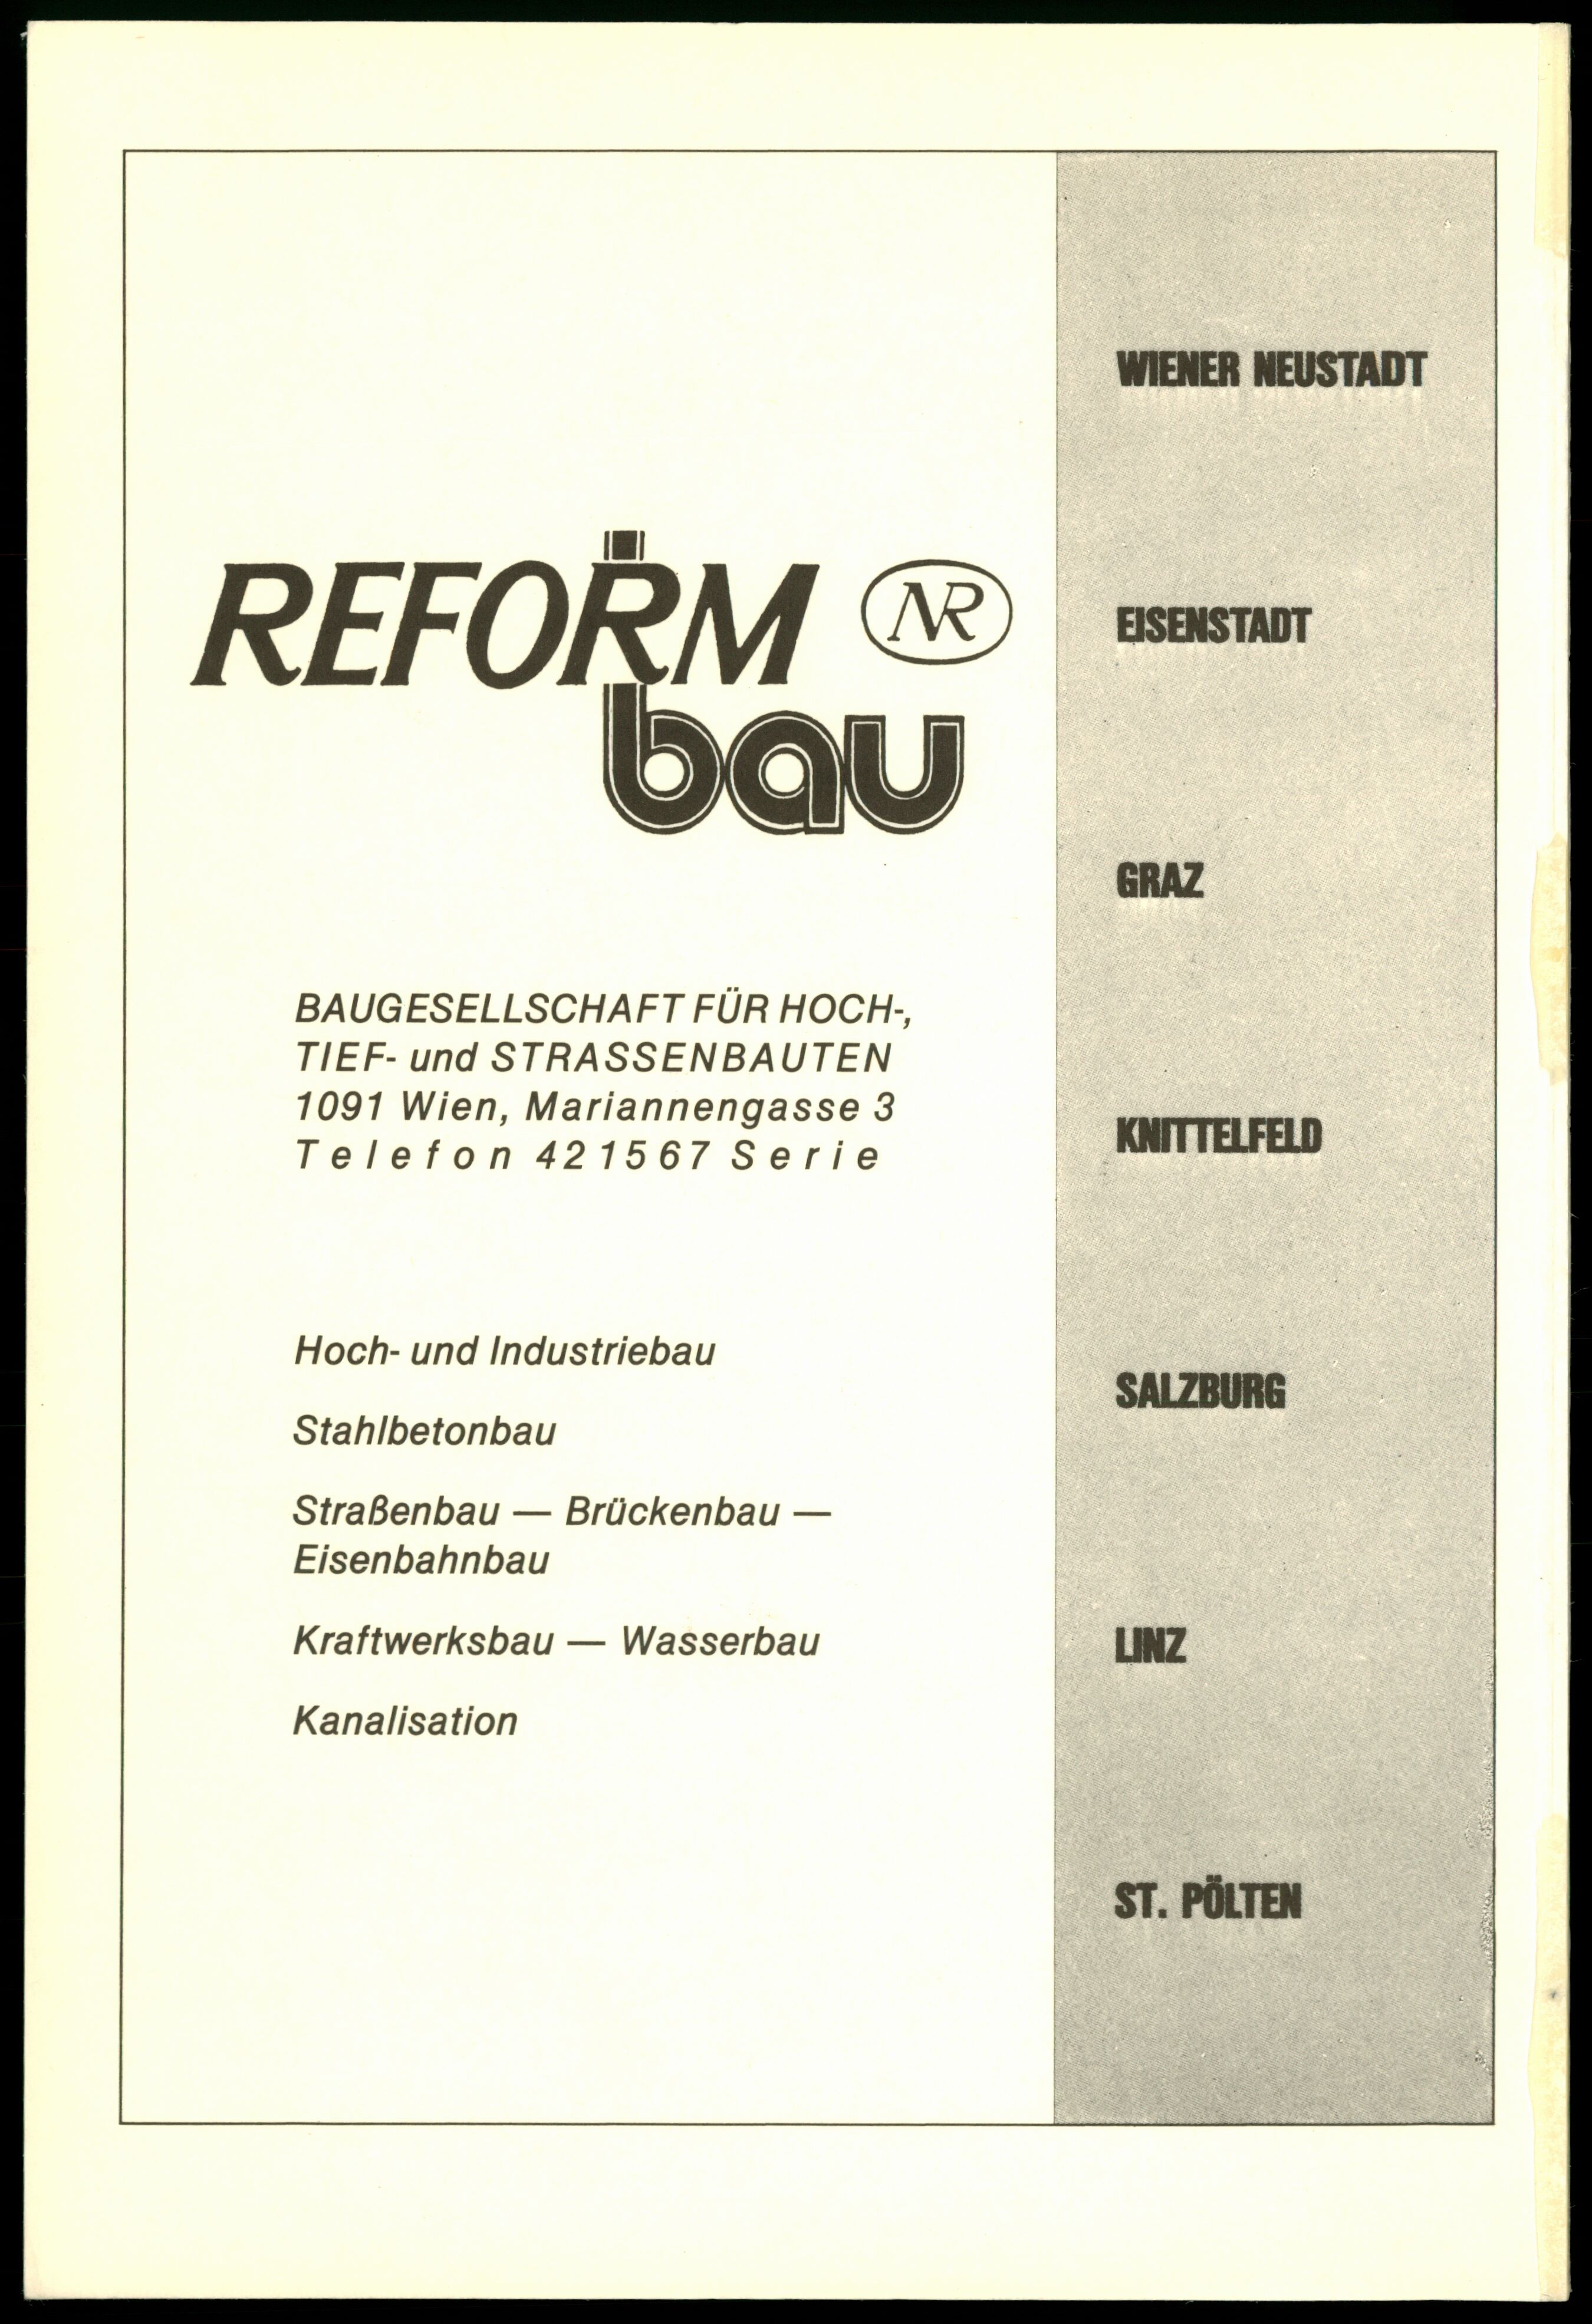 REFORM NR
bau
BAUGESELLSCHAFT FÜR HOCH-,
TIEF- und STRASSENBAUTEN
1091 Wien, Mariannengasse 3
Telefon 421567 Serie
Hoch- und Industriebau
Stahlbetonbau
Straßenbau — Brückenbau —
Eisenbahnbau
Kraftwerksbau — Wasserbau
Kanalisation
WIENER NEUSTADT
EISENSTADT
GRAZ
KNITTELFELD
SALZBURG
LINZ
ST. PÖLTEN